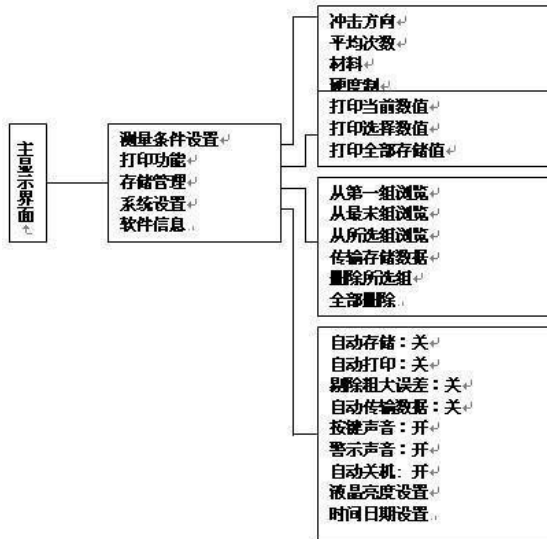 冲击方向
平均次数
材料
硬度制
打印当前数值
打印选择数值
打印全部存储值
主显示界面
测量条件设置
打印功能
存储管理
系统设置
软件信息
从第一组浏览
从最末组浏览
从所选组浏览
传输存储数据
删除所选组
全部删除
自动存储：关
自动打印：关
剔除粗大误差：关
自动传输数据：关
按键声音：开
警示声音：开
自动关机: 开
液晶亮度设置
时间日期设置